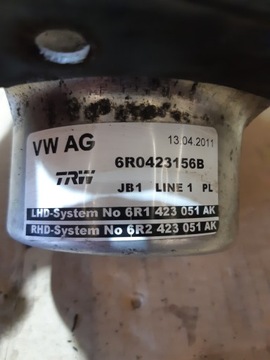 13.04.2011
VW AG
6R0423156B
TRW
JB1 LINE 1 PL
LHD-System No 6R1 423 051 AK
RHD-System No 6R2 423 051 AK